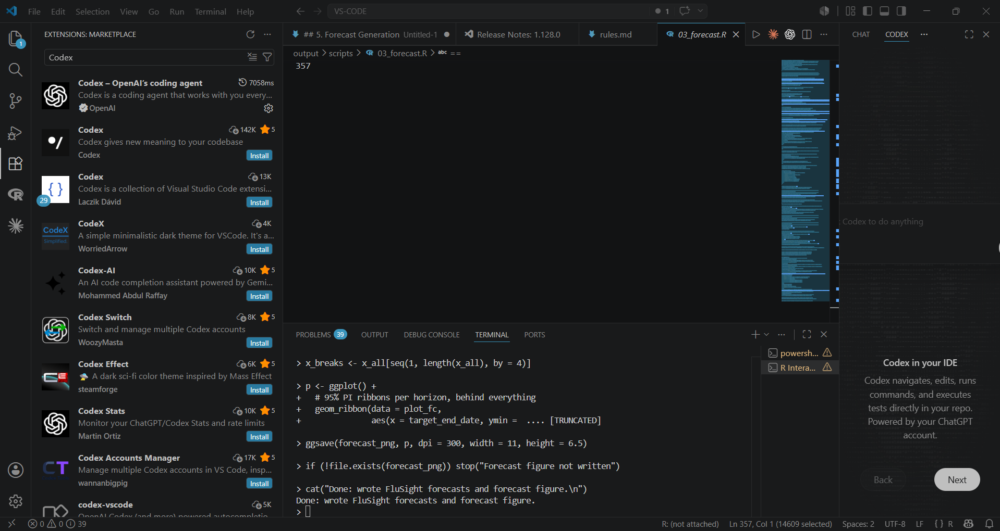 File Edit Selection View Go Run Terminal Help
VS-CODE
1
EXTENSIONS: MARKETPLACE
Codex
Codex – OpenAI's coding agent 7058ms
Codex is a coding agent that works with you every...
OpenAI
Codex 142K 5
Codex gives new meaning to your codebase
Codex Install
Codex 13K
Codex is a collection of Visual Studio Code extensi...
Laczik Dávid Install
CodeX 4K
A simple minimalistic dark theme for VSCode. It's a...
WorriedArrow Install
Codex-AI 10K 5
An AI code completion assistant powered by Gemi...
Mohammed Abdul Raffay Install
Codex Switch 8K 5
Switch and manage multiple Codex accounts
WoozyMasta Install
Codex Effect 6K 5
A dark sci-fi color theme inspired by Mass Effect
steamforge Install
Codex Stats 10K 5
Monitor your ChatGPT/Codex Stats and rate limits
Martin Ortiz Install
Codex Accounts Manager 17K 5
Manage multiple Codex accounts in VS Code, insp...
wannanbigpig Install
codex-vscode 5K
OpenAI Codex (and more) powered autocompletio...
1
29
CodeX
Simplified.
CT
## 5. Forecast Generation Untitled-1
Release Notes: 1.128.0
rules.md
03_forecast.R
output > scripts > 03_forecast.R > abc ==
357
PROBLEMS 39 OUTPUT DEBUG CONSOLE TERMINAL PORTS
> x_breaks <- x_all[seq(1, length(x_all), by = 4)]
> p <- ggplot() +
+ # 95% PI ribbons per horizon, behind everything
+ geom_ribbon(data = plot_fc,
+ aes(x = target_end_date, ymin = .... [TRUNCATED]
> ggsave(forecast_png, p, dpi = 300, width = 11, height = 6.5)
> if (!file.exists(forecast_png)) stop("Forecast figure not written")
> cat("Done: wrote FluSight forecasts and forecast figure.\n")
Done: wrote FluSight forecasts and forecast figure.
>
powersh...
R Intera...
CHAT CODEX
Codex to do anything
Codex in your IDE
Codex navigates, edits, runs
commands, and executes
tests directly in your repo.
Powered by your ChatGPT
account.
Back Next
0 0 39
R: (not attached) Ln 357, Col 1 (14609 selected) Spaces: 2 UTF-8 LF {} R